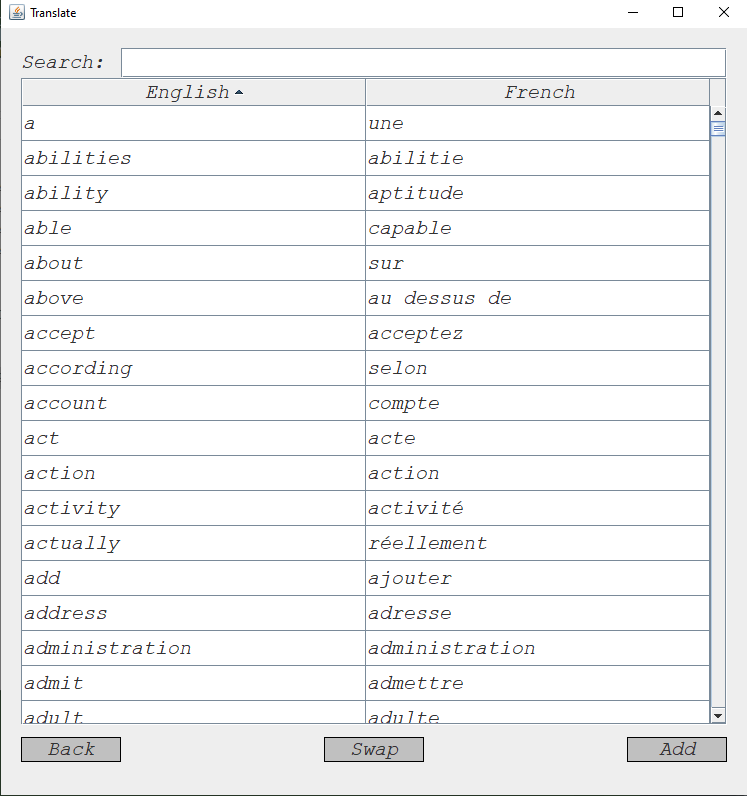 Translate
Search:
English French
a une
abilities abilitie
ability aptitude
able capable
about sur
above au dessus de
accept acceptez
according selon
account compte
act acte
action action
activity activité
actually réellement
add ajouter
address adresse
administration administration
admit admettre
adult adulte
Back Swap Add